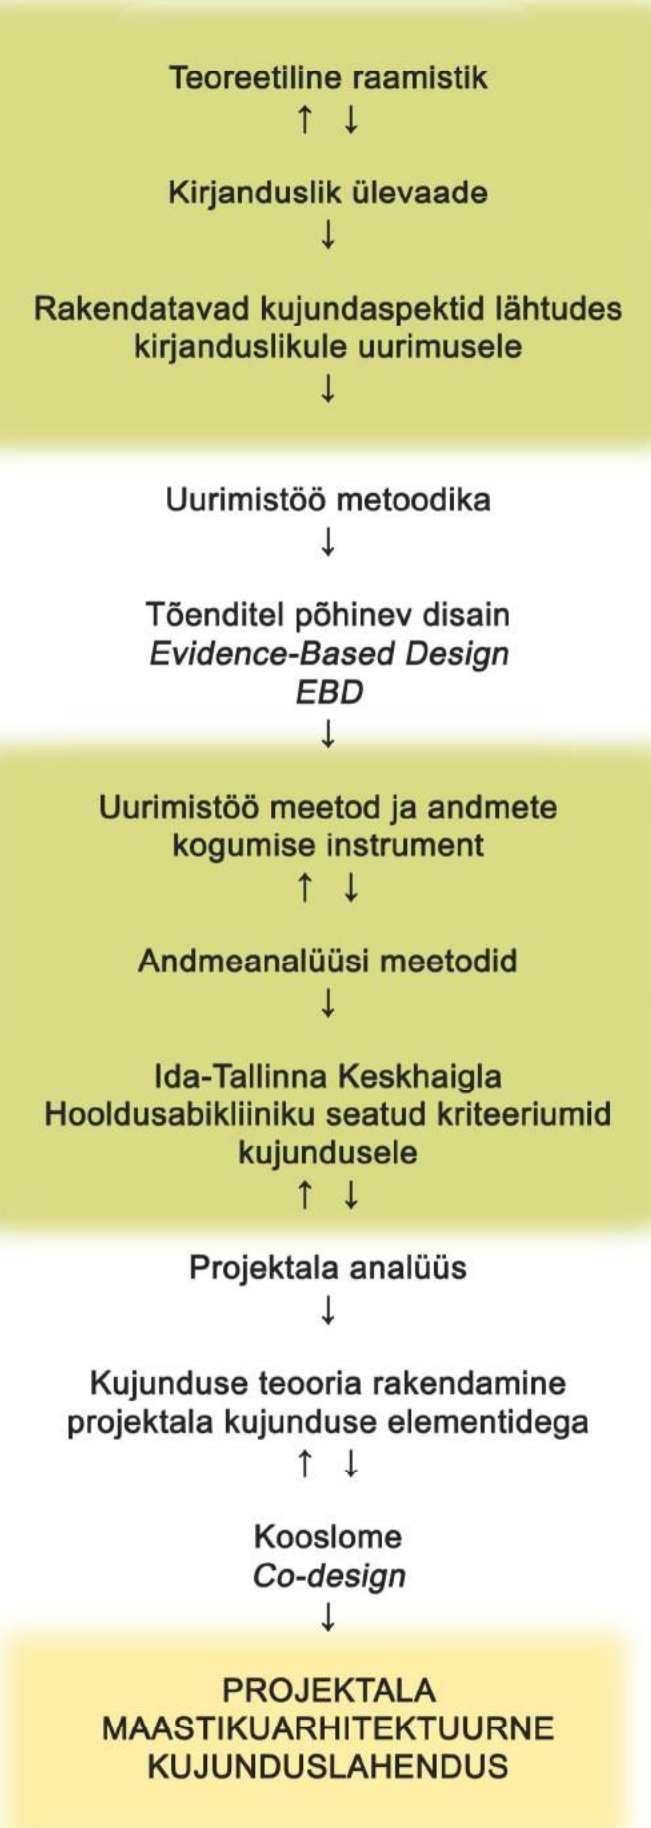 Teoreetiline raamistik
↑ ↓
Kirjanduslik ülevaade
↓
Rakendatavad kujundaspektid lähtudes
kirjanduslikule uurimusele
↓
Uurimistöö metoodika
↓
Tõenditel põhinev disain
Evidence-Based Design
EBD
↓
Uurimistöö meetod ja andmete
kogumise instrument
↑ ↓
Andmeanalüüsi meetodid
↓
Ida-Tallinna Keskhaigla
Hooldusabikliiniku seatud kriteeriumid
kujundusele
↑ ↓
Projektala analüüs
↓
Kujunduse teooria rakendamine
projektala kujunduse elementidega
↑ ↓
Kooslome
Co-design
↓
PROJEKTALA
MAASTIKUARHITEKTUURNE
KUJUNDUSLAHENDUS